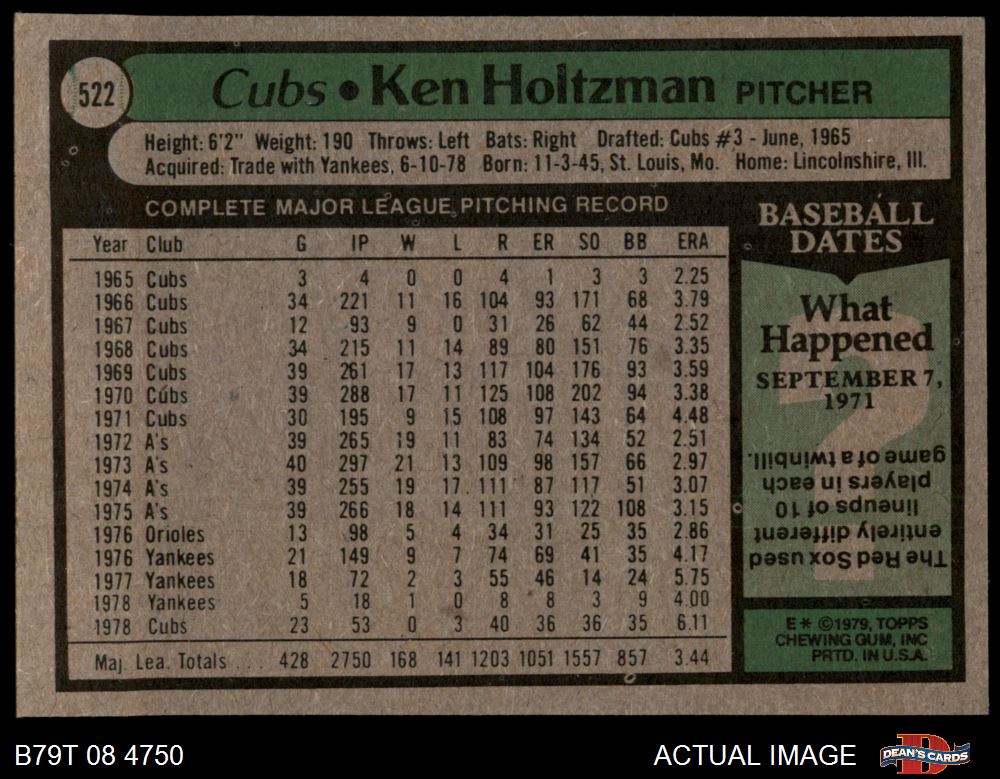 522
Cubs • Ken Holtzman PITCHER
Height: 6'2" Weight: 190 Throws: Left Bats: Right Drafted: Cubs #3 - June, 1965
Acquired: Trade with Yankees, 6-10-78 Born: 11-3-45, St. Louis, Mo. Home: Lincolnshire, Ill.
COMPLETE MAJOR LEAGUE PITCHING RECORD
Year Club G IP W L R ER SO BB ERA
1965 Cubs 3 4 0 0 4 1 3 3 2.25
1966 Cubs 34 221 11 16 104 93 171 68 3.79
1967 Cubs 12 93 9 0 31 26 62 44 2.52
1968 Cubs 34 215 11 14 89 80 151 76 3.35
1969 Cubs 39 261 17 13 117 104 176 93 3.59
1970 Cubs 39 288 17 11 125 108 202 94 3.38
1971 Cubs 30 195 9 15 108 97 143 64 4.48
1972 A's 39 265 19 11 83 74 134 52 2.51
1973 A's 40 297 21 13 109 98 157 66 2.97
1974 A's 39 255 19 17 111 87 117 51 3.07
1975 A's 39 266 18 14 111 93 122 108 3.15
1976 Orioles 13 98 5 4 34 31 25 35 2.86
1976 Yankees 21 149 9 7 74 69 41 35 4.17
1977 Yankees 18 72 2 3 55 46 14 24 5.75
1978 Yankees 5 18 1 0 8 8 3 9 4.00
1978 Cubs 23 53 0 3 40 36 36 35 6.11
Maj. Lea. Totals ... 428 2750 168 141 1203 1051 1557 857 3.44
BASEBALL
DATES
What
Happened
SEPTEMBER 7,
1971
?
The Red Sox used
entirely different
lineups of 10
players in each
game of a twinbill.
E* ©1979, TOPPS
CHEWING GUM, INC
PRTD. IN U.S.A.
B79T 08 4750
ACTUAL IMAGE
D
DEAN'S CARDS